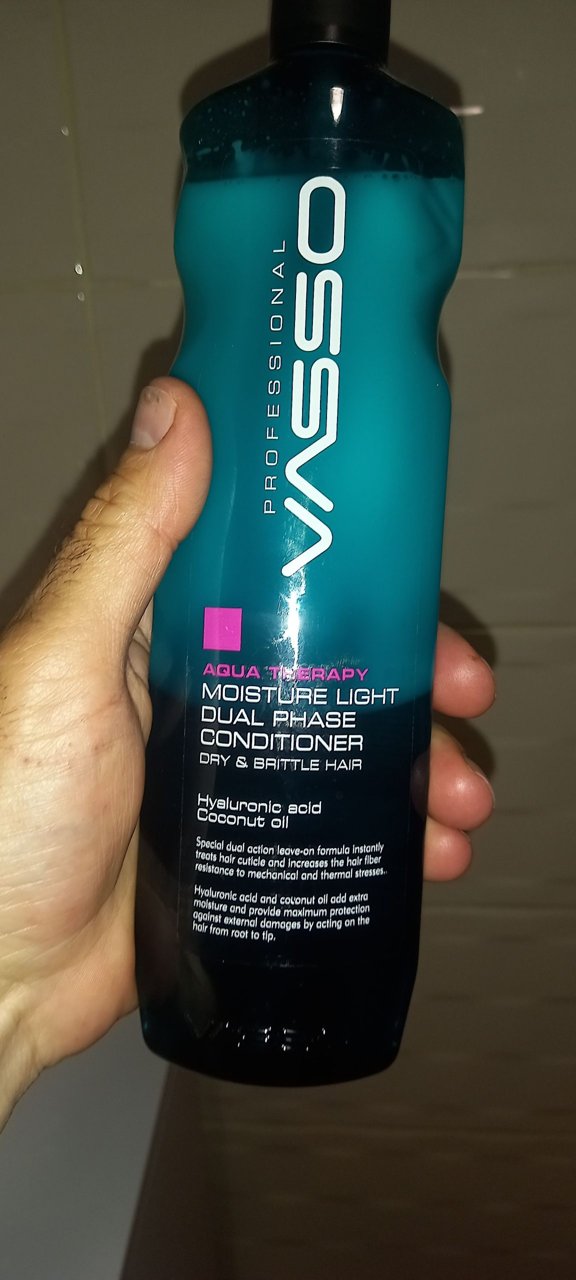 VASSO
PROFESSIONAL
AQUA THERAPY
MOISTURE LIGHT
DUAL PHASE
CONDITIONER
DRY & BRITTLE HAIR
Hyaluronic acid
Coconut oil
Special dual action leave-on formula instantly
treats hair cuticle and increases the hair fiber
resistance to mechanical and thermal stresses..
Hyaluronic acid and coconut oil add extra
moisture and provide maximum protection
against external damages by acting on the
hair from root to tip.
VASSO